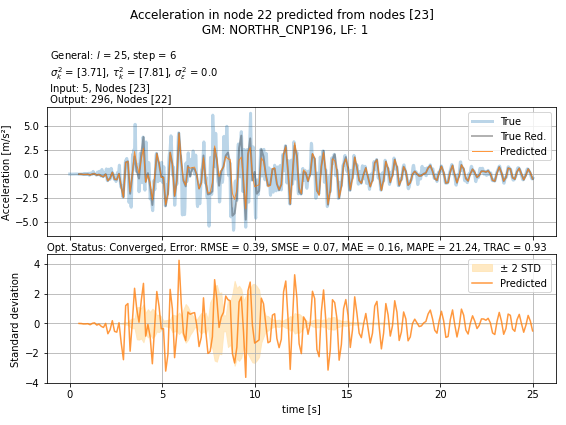 Acceleration in node 22 predicted from nodes [23]
GM: NORTHR_CNP196, LF: 1
General: l = 25, step = 6
σ²ₖ = [3.71], τ²ₖ = [7.81], σ²ε = 0.0
Input: 5, Nodes [23]
Output: 296, Nodes [22]
Acceleration [m/s²]
5.0
2.5
0.0
−2.5
−5.0
True
True Red.
Predicted
Opt. Status: Converged, Error: RMSE = 0.39, SMSE = 0.07, MAE = 0.16, MAPE = 21.24, TRAC = 0.93
Standard deviation
4
2
0
−2
−4
± 2 STD
Predicted
0
5
10
15
20
25
time [s]